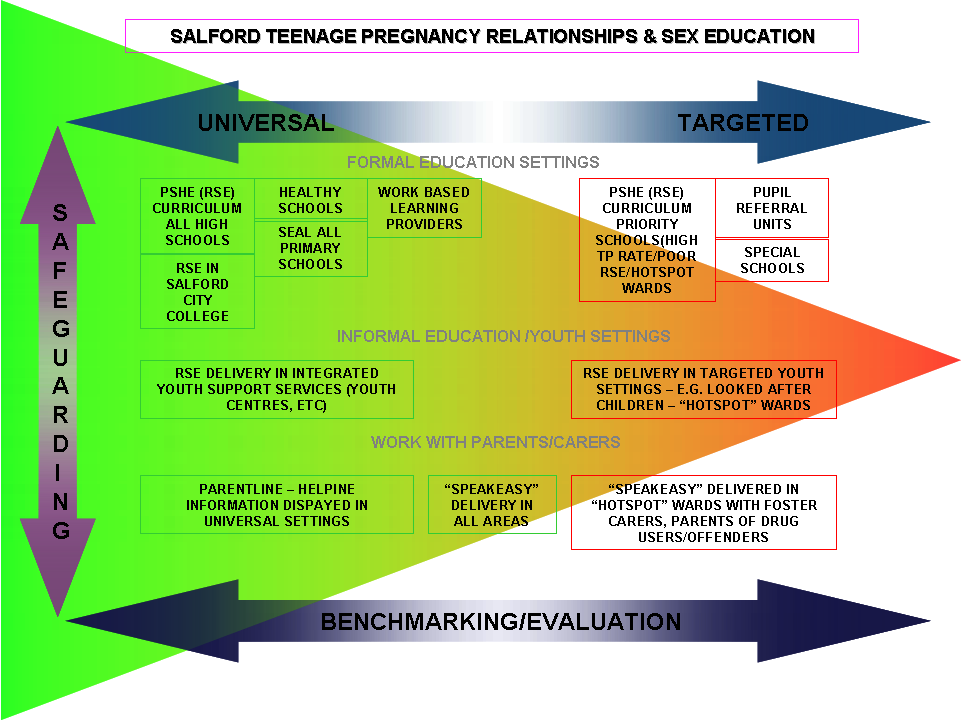 SALFORD TEENAGE PREGNANCY RELATIONSHIPS & SEX EDUCATION
UNIVERSAL
TARGETED
SAFEGUARDING
FORMAL EDUCATION SETTINGS
PSHE (RSE)
CURRICULUM
ALL HIGH
SCHOOLS
HEALTHY
SCHOOLS
WORK BASED
LEARNING
PROVIDERS
SEAL ALL
PRIMARY
SCHOOLS
RSE IN
SALFORD
CITY
COLLEGE
PSHE (RSE)
CURRICULUM
PRIORITY
SCHOOLS(HIGH
TP RATE/POOR
RSE/HOTSPOT
WARDS
PUPIL
REFERRAL
UNITS
SPECIAL
SCHOOLS
INFORMAL EDUCATION /YOUTH SETTINGS
RSE DELIVERY IN INTEGRATED
YOUTH SUPPORT SERVICES (YOUTH
CENTRES, ETC)
RSE DELIVERY IN TARGETED YOUTH
SETTINGS – E.G. LOOKED AFTER
CHILDREN – “HOTSPOT” WARDS
WORK WITH PARENTS/CARERS
PARENTLINE – HELPINE
INFORMATION DISPAYED IN
UNIVERSAL SETTINGS
“SPEAKEASY”
DELIVERY IN
ALL AREAS
“SPEAKEASY” DELIVERED IN
“HOTSPOT” WARDS WITH FOSTER
CARERS, PARENTS OF DRUG
USERS/OFFENDERS
BENCHMARKING/EVALUATION